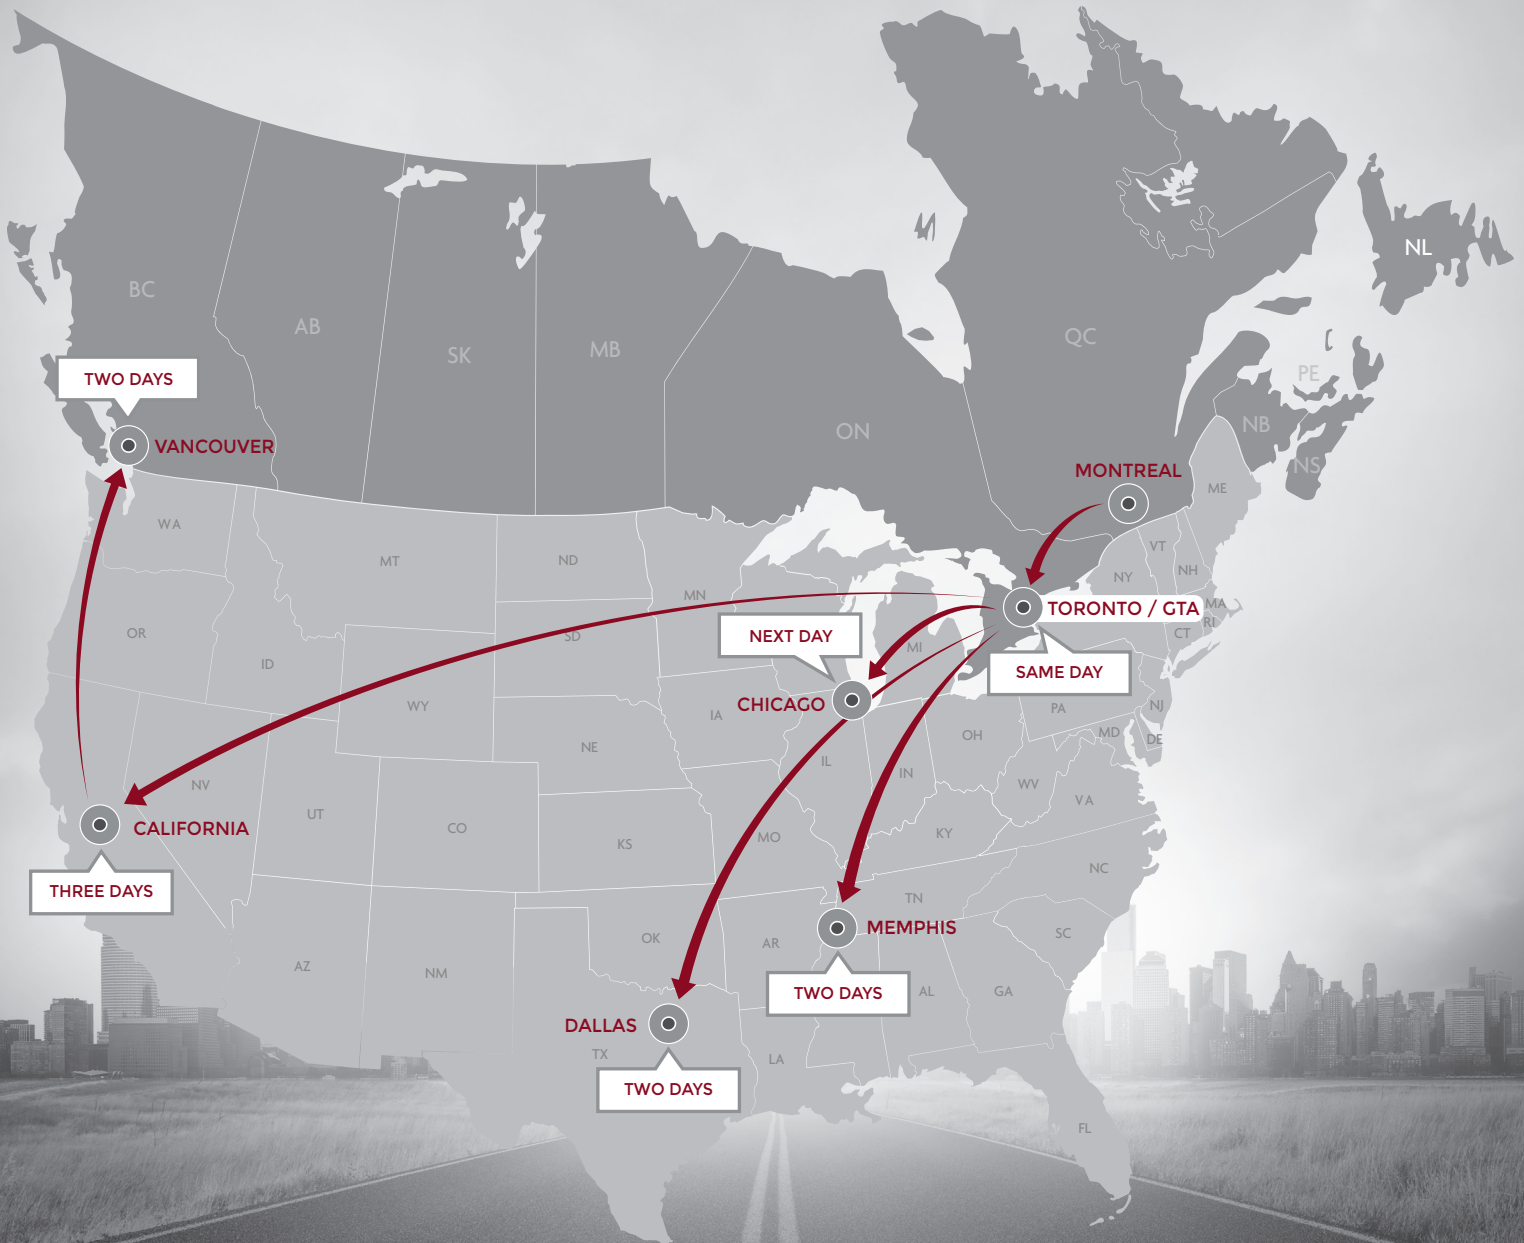 NL
BC
AB
QC
SK
MB
TWO DAYS
PE
NB
ON
VANCOUVER
MONTREAL
NS
ME
WA
VT
MT
ND
NH
NY
MN
MA
TORONTO / GTA
RI
OR
SD
NEXT DAY
CT
MI
ID
SAME DAY
WY
CHICAGO
PA
NJ
IA
MD
OH
DE
NE
IL
IN
NV
WV
VA
UT
CO
CALIFORNIA
KY
MO
KS
NC
THREE DAYS
TN
MEMPHIS
SC
OK
AR
AZ
NM
TWO DAYS
AL
GA
DALLAS
TX
LA
TWO DAYS
FL